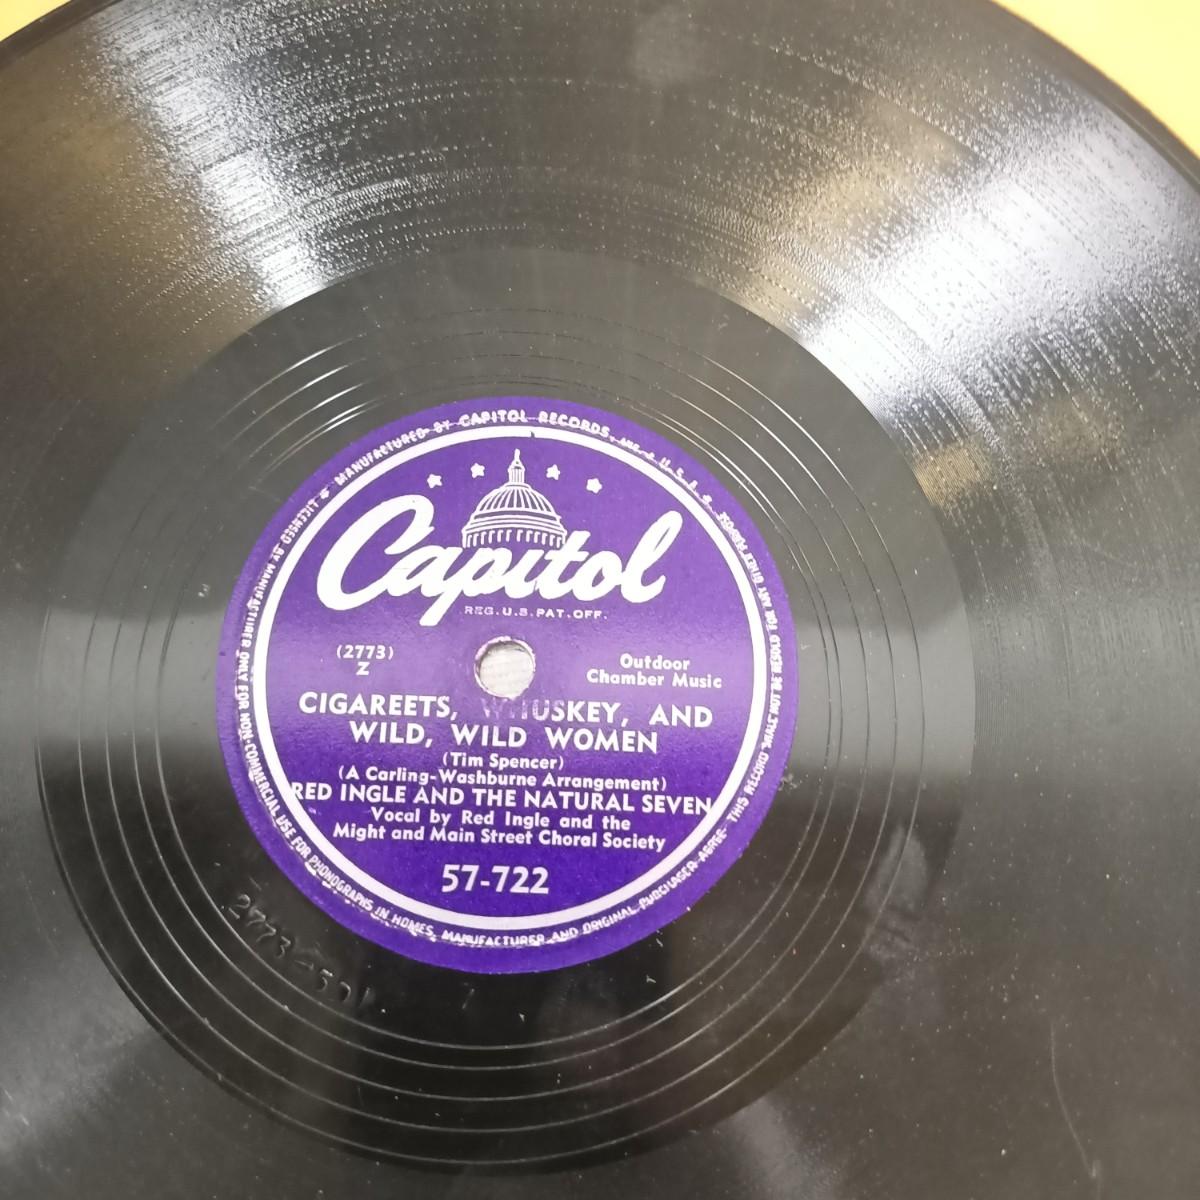 Capitol
REG. U.S. PAT. OFF.
(2773)
Z
Outdoor
Chamber Music
CIGAREETS, WHUSKEY, AND
WILD, WILD WOMEN
(Tim Spencer)
(A Carling-Washburne Arrangement)
RED INGLE AND THE NATURAL SEVEN
Vocal by Red Ingle and the
Might and Main Street Choral Society
57-722
MANUFACTURED BY CAPITOL RECORDS, INC. U.S.A.
LICENSED BY MANUFACTURER ONLY FOR NON-COMMERCIAL USE FOR PHONOGRAPHS IN HOMES. MANUFACTURER AND ORIGINAL PURCHASER AGREE THIS RECORD SHALL NOT BE RESOLD FOR ANY OTHER PURPOSE
2773-5